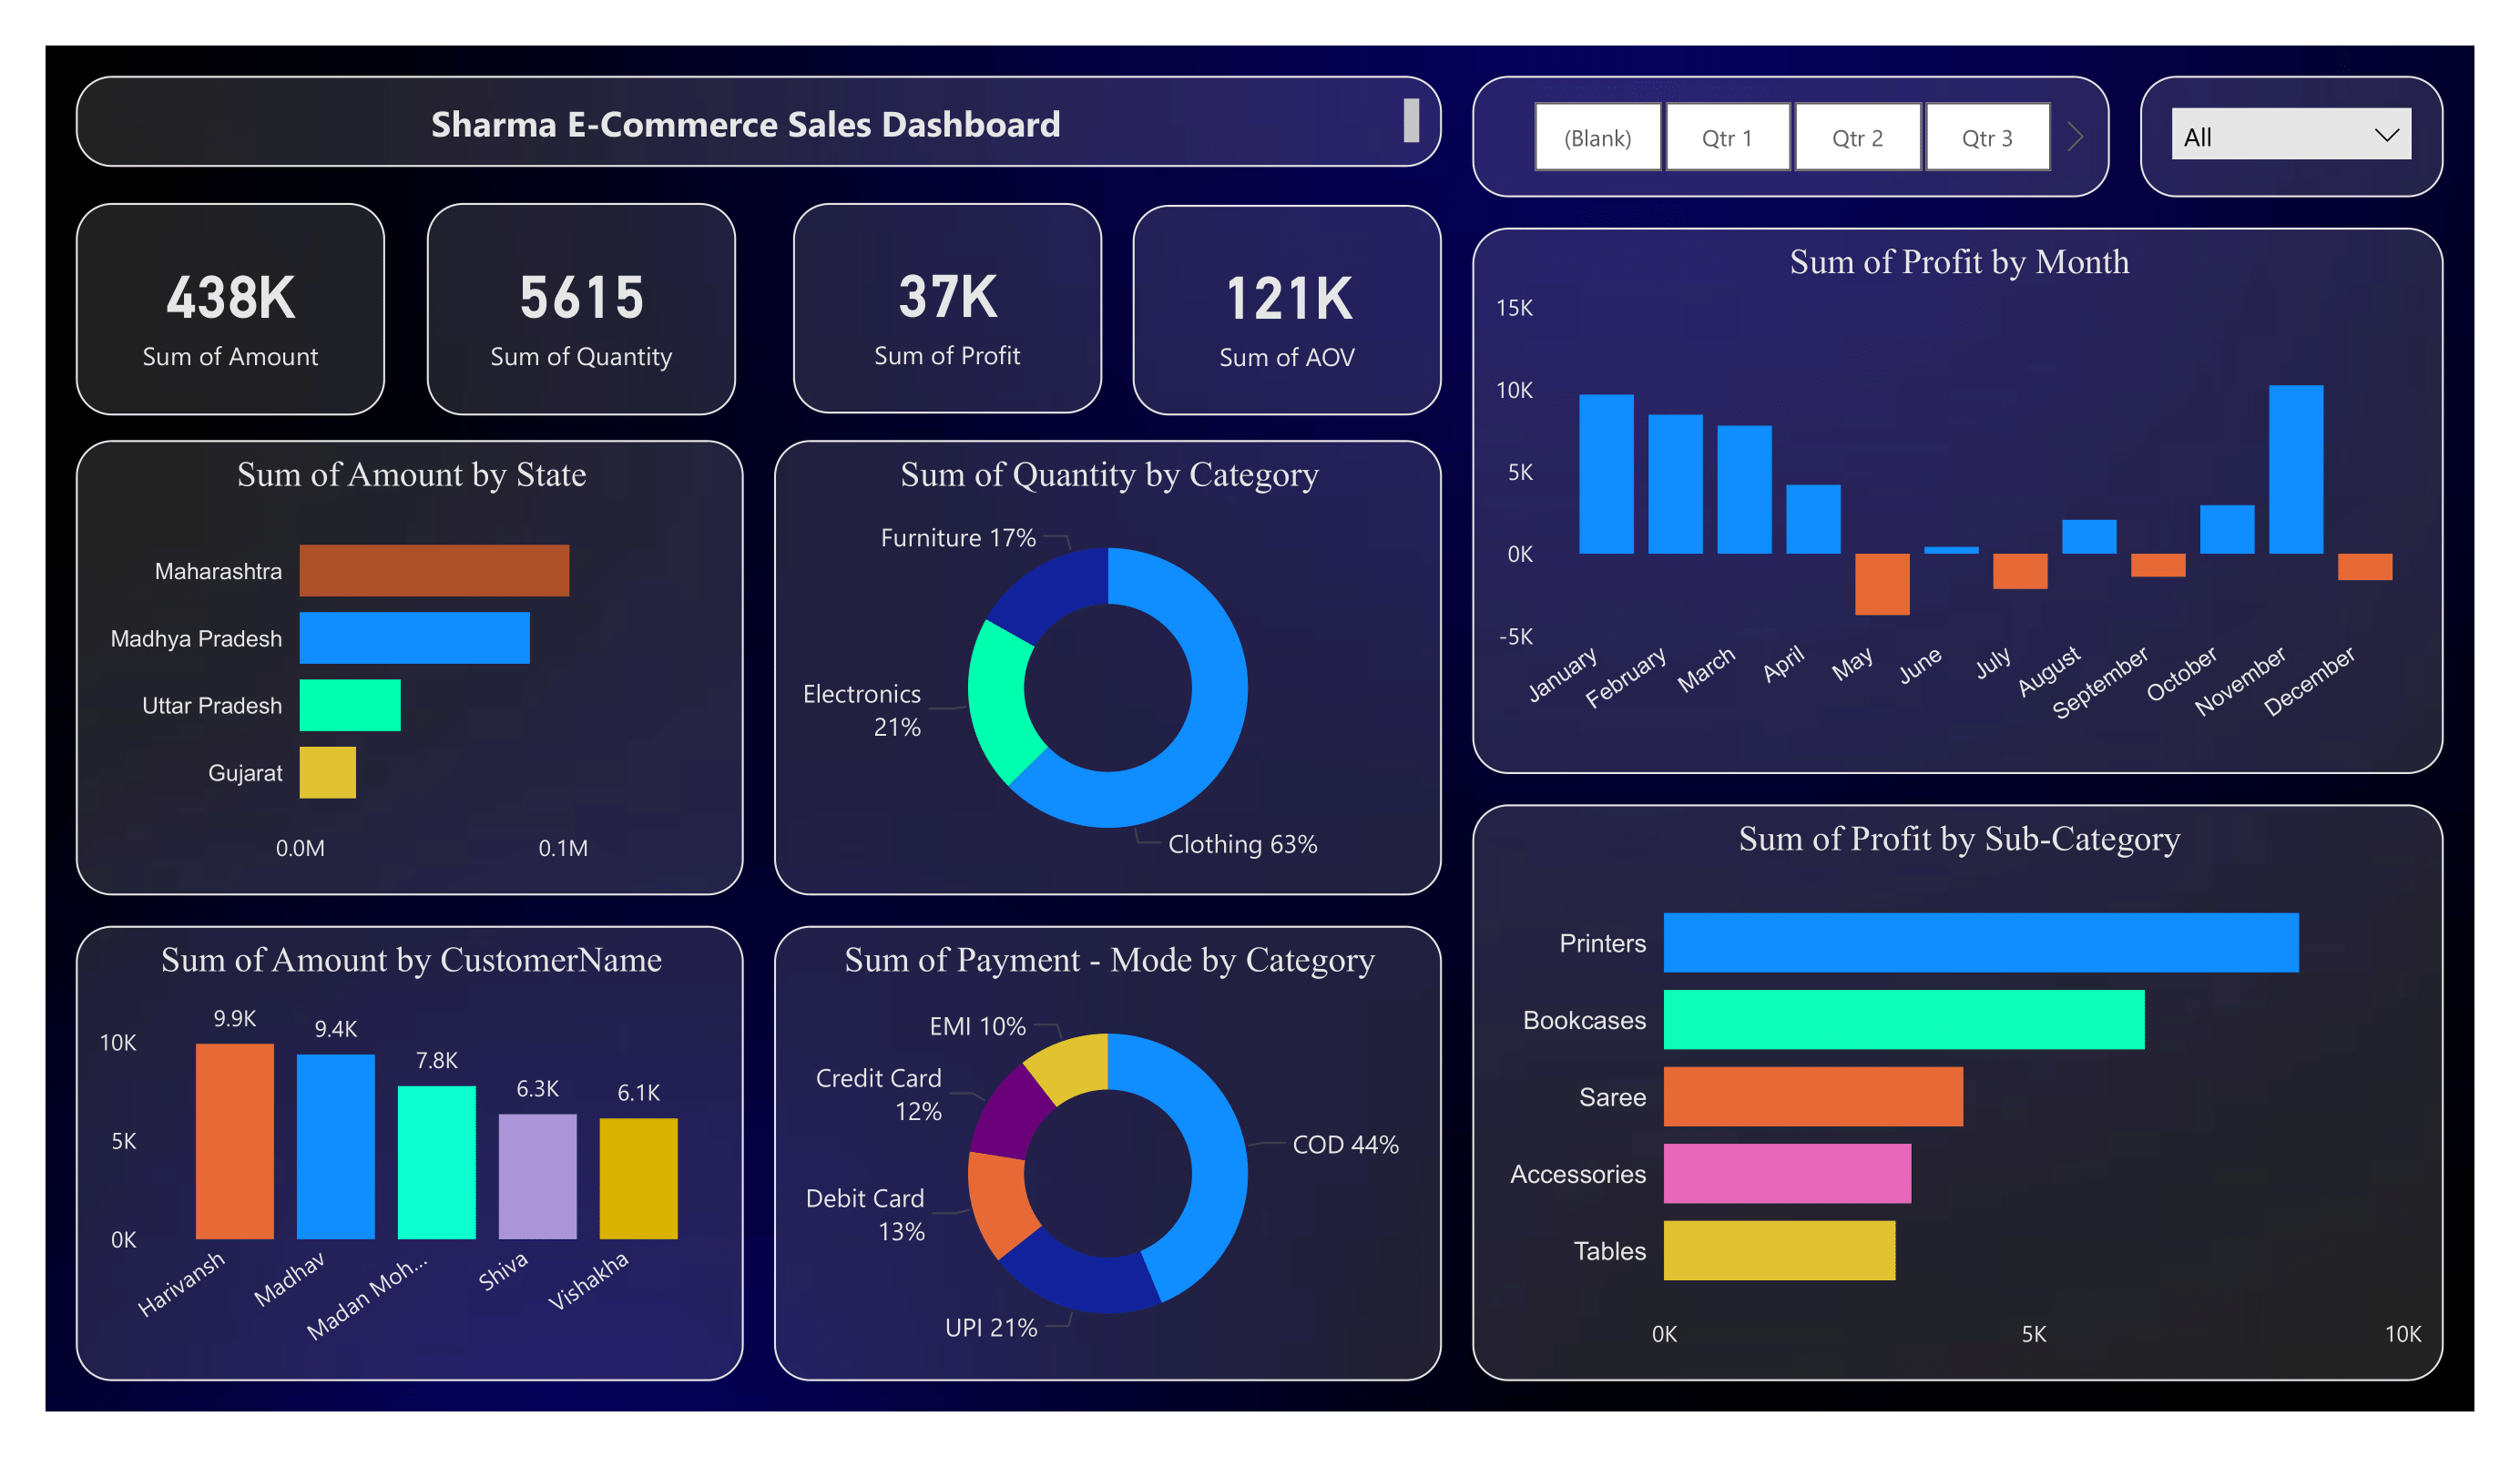 Sharma E-Commerce Sales Dashboard
(Blank)
Qtr 1
Qtr 2
Qtr 3
All
438K
Sum of Amount
5615
Sum of Quantity
37K
Sum of Profit
121K
Sum of AOV
Sum of Profit by Month
15K
10K
5K
0K
-5K
January
February
March
April
May
June
July
August
September
October
November
December
Sum of Amount by State
Maharashtra
Madhya Pradesh
Uttar Pradesh
Gujarat
0.0M
0.1M
Sum of Quantity by Category
Furniture 17%
Electronics
21%
Clothing 63%
Sum of Profit by Sub-Category
Printers
Bookcases
Saree
Accessories
Tables
0K
5K
10K
Sum of Amount by CustomerName
10K
5K
0K
9.9K
9.4K
7.8K
6.3K
6.1K
Harivansh
Madhav
Madan Moh...
Shiva
Vishakha
Sum of Payment - Mode by Category
EMI 10%
Credit Card
12%
Debit Card
13%
UPI 21%
COD 44%